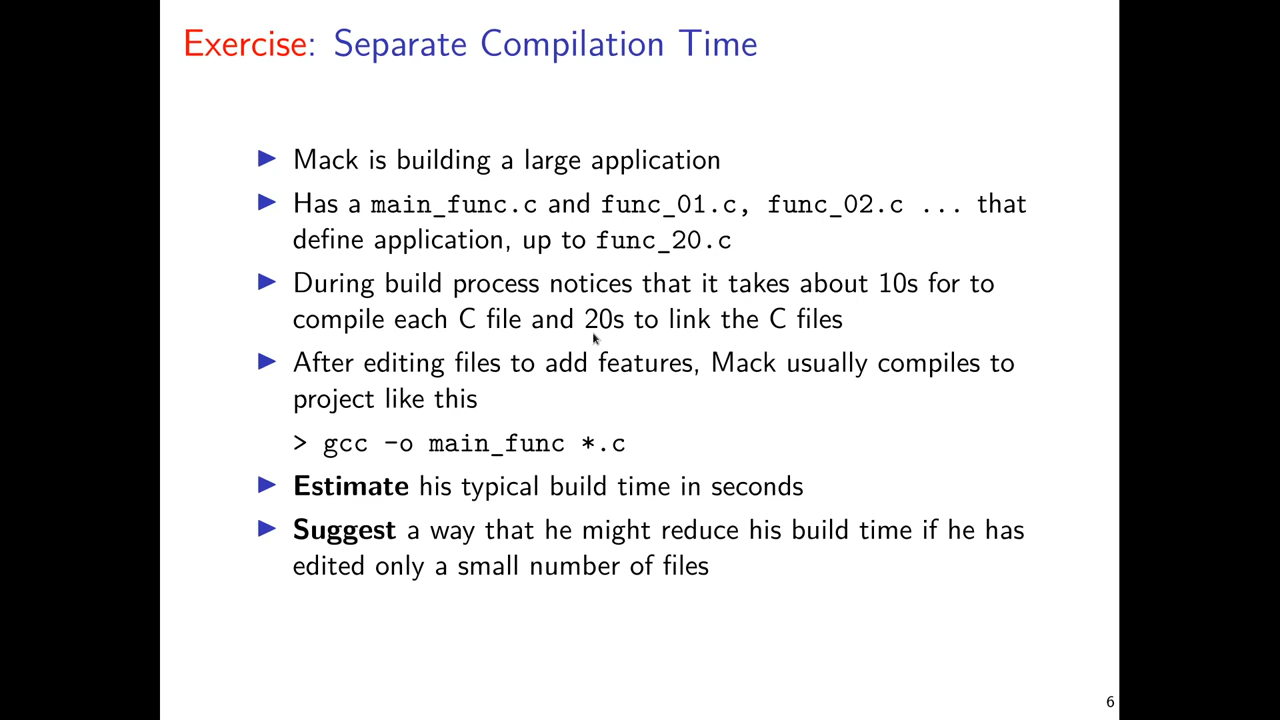 Exercise: Separate Compilation Time
▶ Mack is building a large application
▶ Has a main_func.c and func_01.c, func_02.c ... that
define application, up to func_20.c
▶ During build process notices that it takes about 10s for to
compile each C file and 20s to link the C files
▶ After editing files to add features, Mack usually compiles to
project like this
> gcc -o main_func *.c
▶ Estimate his typical build time in seconds
▶ Suggest a way that he might reduce his build time if he has
edited only a small number of files
6